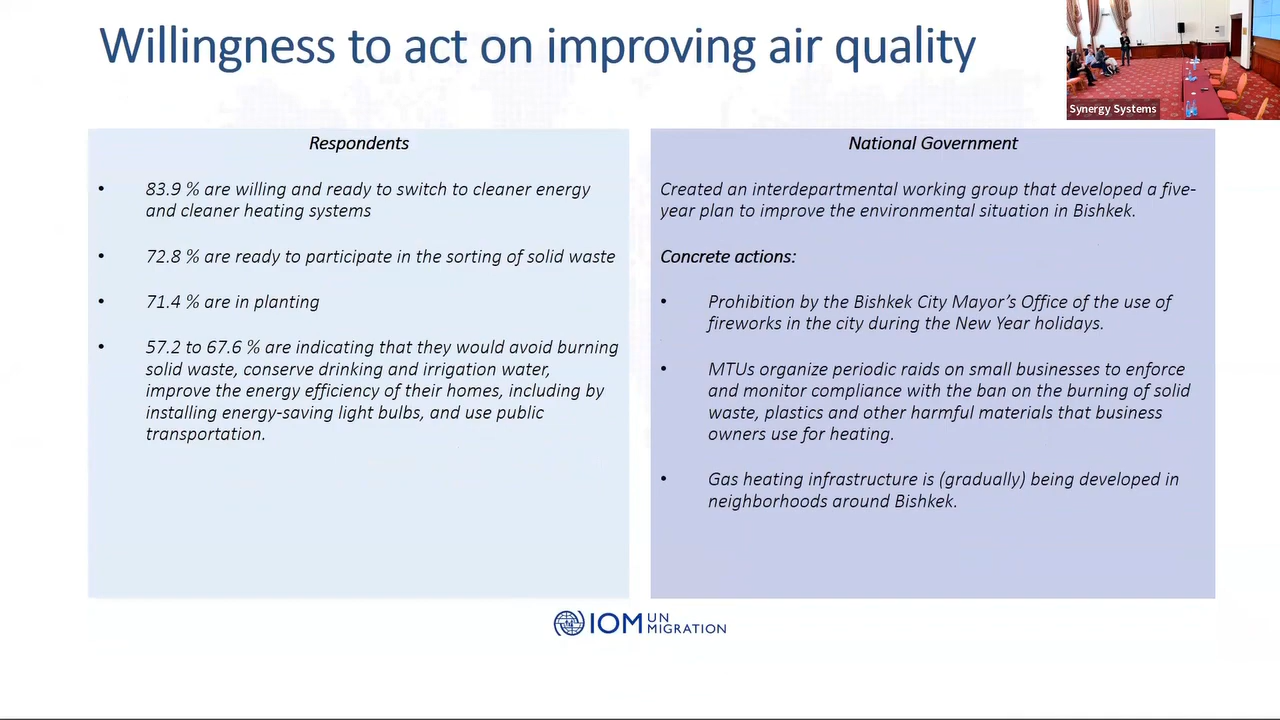 Willingness to act on improving air quality
Synergy Systems
Respondents
• 83.9 % are willing and ready to switch to cleaner energy
and cleaner heating systems
• 72.8 % are ready to participate in the sorting of solid waste
• 71.4 % are in planting
• 57.2 to 67.6 % are indicating that they would avoid burning
solid waste, conserve drinking and irrigation water,
improve the energy efficiency of their homes, including by
installing energy-saving light bulbs, and use public
transportation.
National Government
Created an interdepartmental working group that developed a five-
year plan to improve the environmental situation in Bishkek.
Concrete actions:
• Prohibition by the Bishkek City Mayor’s Office of the use of
fireworks in the city during the New Year holidays.
• MTUs organize periodic raids on small businesses to enforce
and monitor compliance with the ban on the burning of solid
waste, plastics and other harmful materials that business
owners use for heating.
• Gas heating infrastructure is (gradually) being developed in
neighborhoods around Bishkek.
IOM UN
MIGRATION